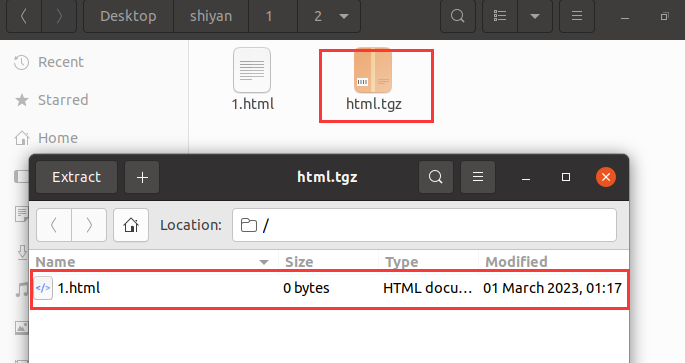 Desktop shiyan 1 2
Recent
Starred
Home
1.html
html.tgz
Extract
html.tgz
Location: /
Name Size Type Modified
1.html 0 bytes HTML docu... 01 March 2023, 01:17